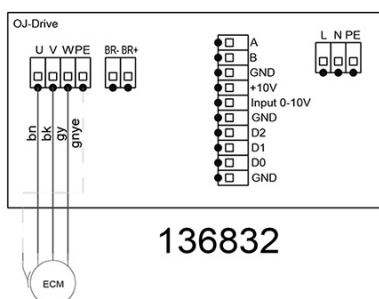 OJ-Drive
U V W PE
BR- BR+
L N PE
A
B
GND
+10V
Input 0-10V
GND
D2
D1
D0
GND
bn
bk
gy
gnye
136832
ECM